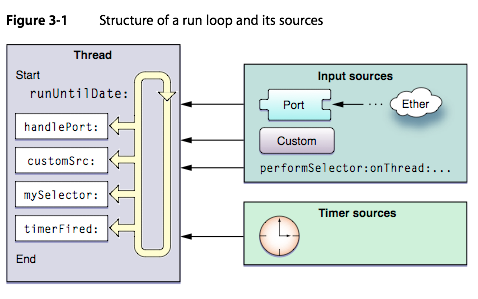 Figure 3-1 Structure of a run loop and its sources
Thread
Start
runUntilDate:
handlePort:
customSrc:
mySelector:
timerFired:
End
Input sources
Port
Ether
Custom
performSelector:onThread:...
Timer sources